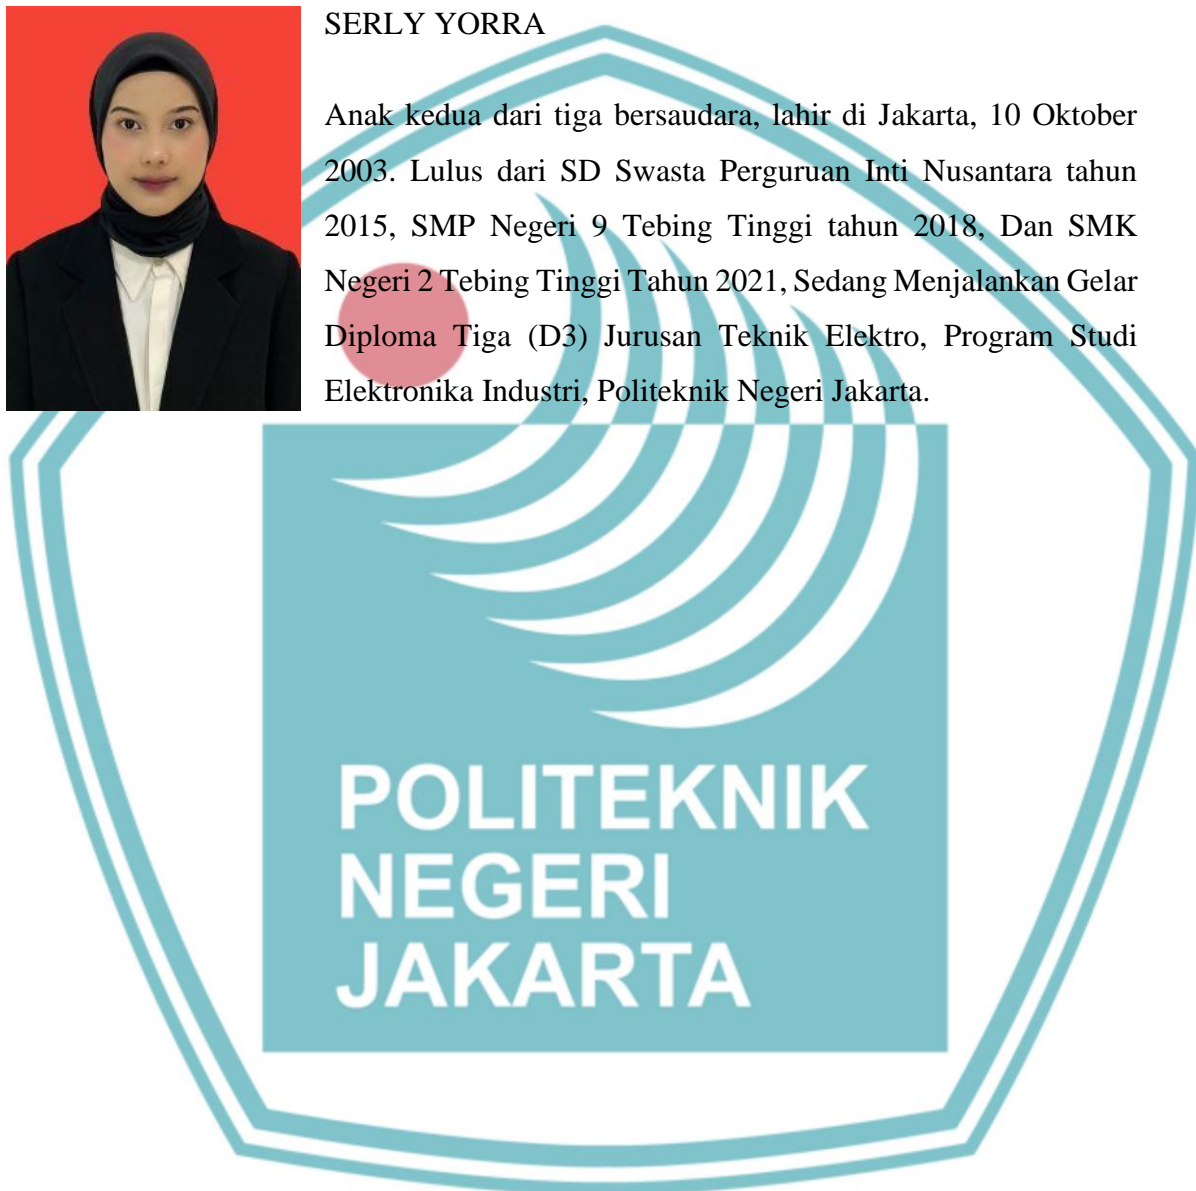 SERLY YORRA
Anak kedua dari tiga bersaudara, lahir di Jakarta, 10 Oktober
2003. Lulus dari SD Swasta Perguruan Inti Nusantara tahun
2015, SMP Negeri 9 Tebing Tinggi tahun 2018, Dan SMK
Negeri 2 Tebing Tinggi Tahun 2021, Sedang Menjalankan Gelar
Diploma Tiga (D3) Jurusan Teknik Elektro, Program Studi
Elektronika Industri, Politeknik Negeri Jakarta.
POLITEKNIK
NEGERI
JAKARTA